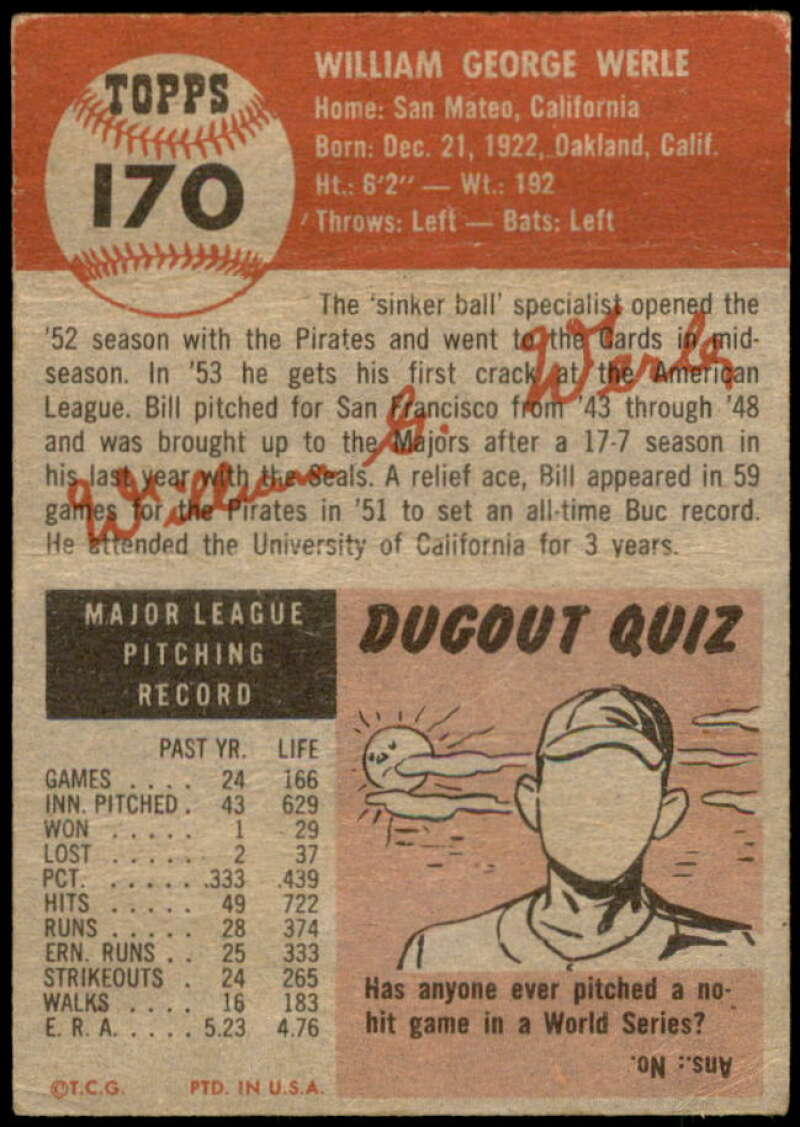 TOPPS
170
WILLIAM GEORGE WERLE
Home: San Mateo, California
Born: Dec. 21, 1922, Oakland, Calif.
Ht.: 6'2" — Wt.: 192
Throws: Left — Bats: Left
The 'sinker ball' specialist opened the
'52 season with the Pirates and went to the Cards in mid-
season. In '53 he gets his first crack at the American
League. Bill pitched for San Francisco from '43 through '48
and was brought up to the Majors after a 17-7 season in
his last year with the Seals. A relief ace, Bill appeared in 59
games for the Pirates in '51 to set an all-time Buc record.
He attended the University of California for 3 years.
William G. Werle
MAJOR LEAGUE
PITCHING
RECORD
PAST YR. LIFE
GAMES . . . . 24 166
INN. PITCHED . 43 629
WON . . . . . 1 29
LOST . . . . . 2 37
PCT. . . . . . .333 .439
HITS . . . . . 49 722
RUNS . . . . . 28 374
ERN. RUNS . . 25 333
STRIKEOUTS . 24 265
WALKS . . . . 16 183
E. R. A. . . . . 5.23 4.76
©T.C.G. PTD. IN U.S.A.
DUGOUT QUIZ
Has anyone ever pitched a no-
hit game in a World Series?
Ans.: No.